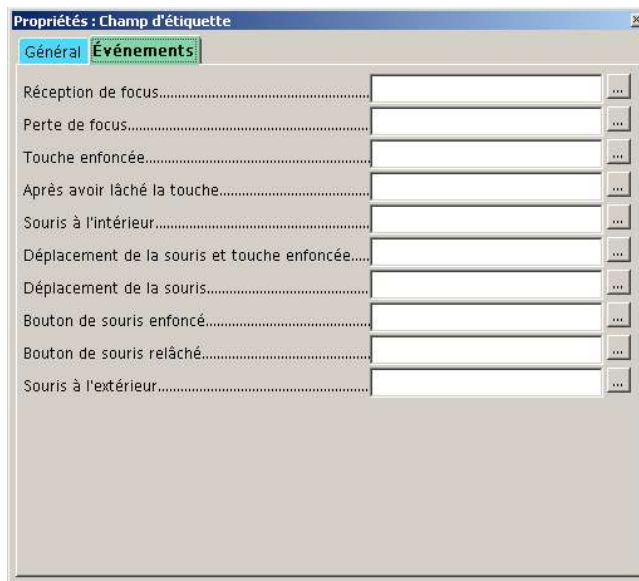 Propriétés : Champ d'étiquette
Général Événements
Réception de focus.................................................... ...
Perte de focus............................................................ ...
Touche enfoncée........................................................ ...
Après avoir lâché la touche..................................... ...
Souris à l'intérieur.................................................... ...
Déplacement de la souris et touche enfoncée..... ...
Déplacement de la souris......................................... ...
Bouton de souris enfoncé......................................... ...
Bouton de souris relâché......................................... ...
Souris à l'extérieur.................................................... ...